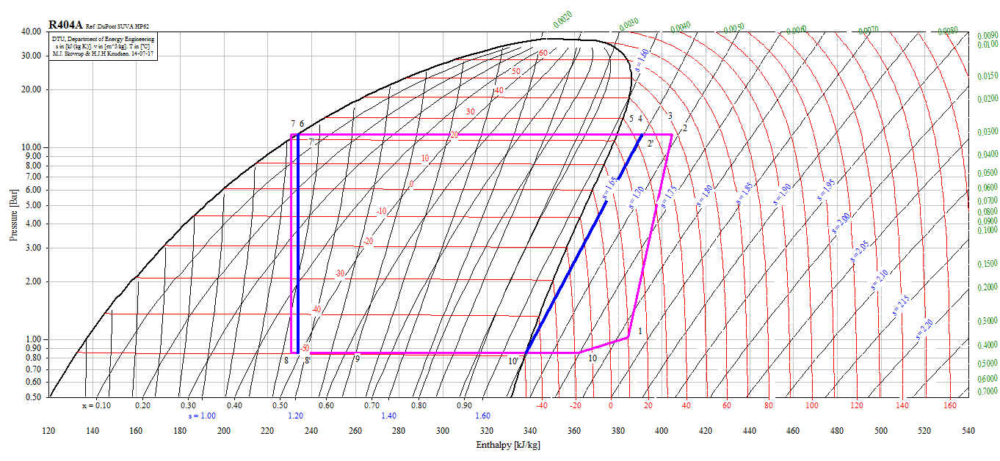 R404A Ref :DuPont SUVA HP62
DTU, Department of Energy Engineering
s in [kJ/(kg K)]. v in [m^3/kg]. T in [ºC]
M.J. Skovrup & H.J.H Knudsen. 14-07-17
0.0020 0.0030 0.0040 0.0050 0.0060 0.0070 0.0080 0.0090
0.0100
0.0150
0.0200
0.0300
0.0400
0.0500
0.0600
0.0700
0.0800
0.0900
0.1000
0.1500
0.2000
0.3000
0.4000
0.5000
0.6000
0.7000
40.00
30.00
20.00
10.00
9.00
8.00
7.00
6.00
5.00
4.00
3.00
2.00
1.00
0.90
0.80
0.70
0.60
0.50
Pressure [Bar]
60
50
40
30
20
10
0
-10
-20
-30
-40
-50
s = 1.60
s = 1.65
s = 1.70
s = 1.75
s = 1.80
s = 1.85
s = 1.90
s = 1.95
s = 2.00
s = 2.05
s = 2.10
s = 2.15
s = 2.20
7 6 5 4 3
2
7' 2'
1
8 8' 9 10' 10
x = 0.10 0.20 0.30 0.40 0.50 0.60 0.70 0.80 0.90 -40 -20 0 20 40 60 80 100 120 140 160
s = 1.00 1.20 1.40 1.60
120 140 160 180 200 220 240 260 280 300 320 340 360 380 400 420 440 460 480 500 520 540
Enthalpy [kJ/kg]